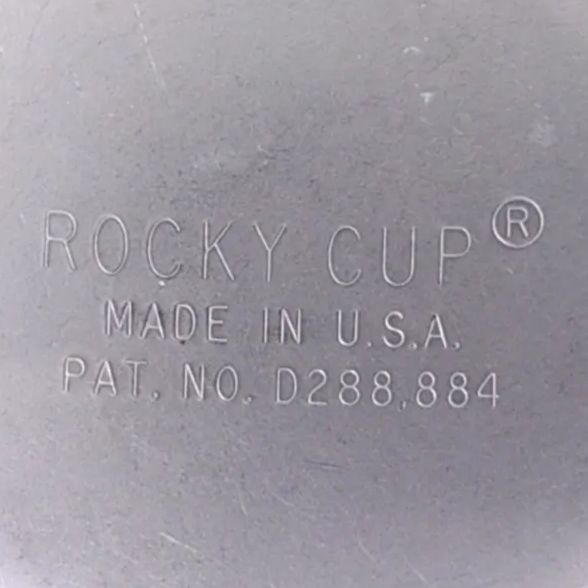 ROCKY CUP®
MADE IN U.S.A.
PAT. NO. D288,884